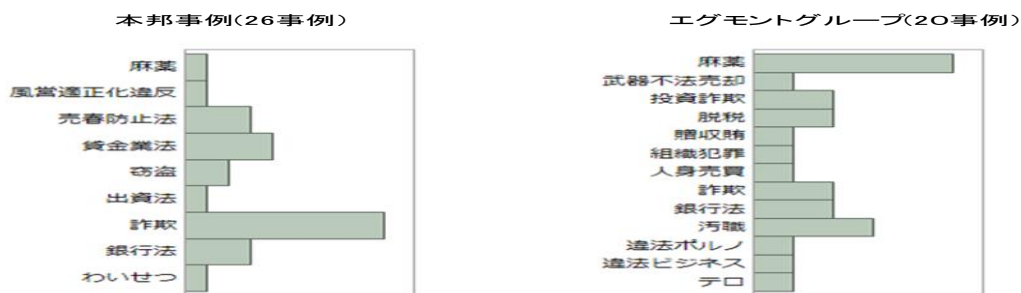 本邦事例(26事例)
麻薬
風営適正化違反
売春防止法
貸金業法
窃盗
出資法
詐欺
銀行法
わいせつ
エグモントグループ(20事例)
麻薬
武器不法売却
投資詐欺
脱税
贈収賄
組織犯罪
人身売買
詐欺
銀行法
汚職
違法ポルノ
違法ビジネス
テロ